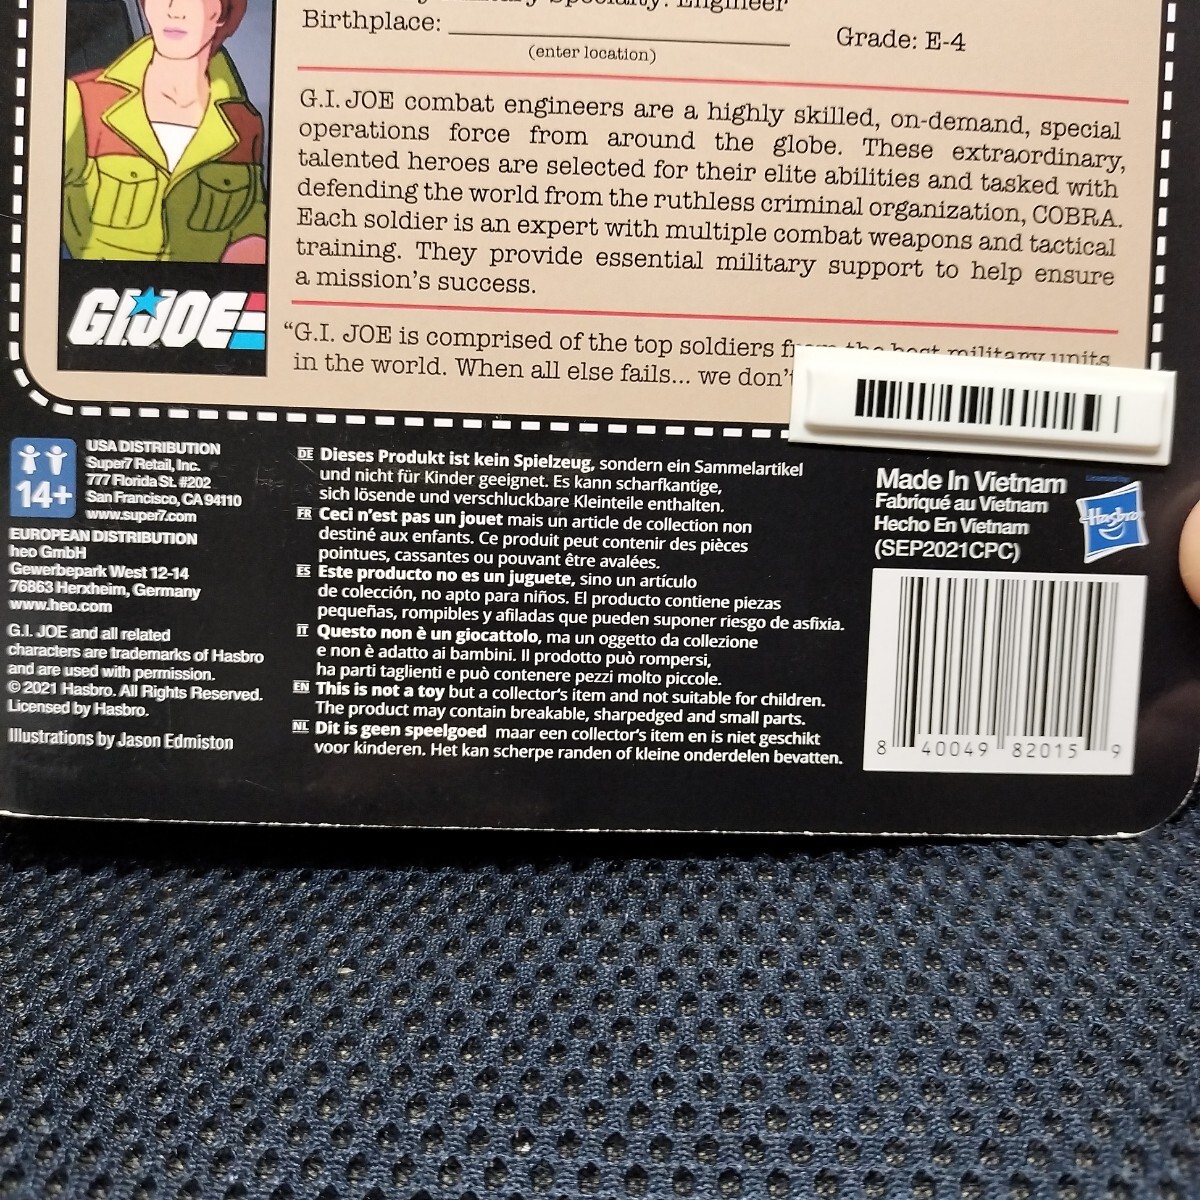 Specialty: Engineer
Birthplace:
(enter location)
Grade: E-4
G.I. JOE combat engineers are a highly skilled, on-demand, special
operations force from around the globe. These extraordinary,
talented heroes are selected for their elite abilities and tasked with
defending the world from the ruthless criminal organization, COBRA.
Each soldier is an expert with multiple combat weapons and tactical
training. They provide essential military support to help ensure
a mission's success.
G.I.JOE
“G.I. JOE is comprised of the top soldiers from the best military units
in the world. When all else fails... we don't
14+
USA DISTRIBUTION
Super7 Retail, Inc.
777 Florida St. #202
San Francisco, CA 94110
www.super7.com
EUROPEAN DISTRIBUTION
heo GmbH
Gewerbepark West 12-14
76863 Herxheim, Germany
www.heo.com
G.I. JOE and all related
characters are trademarks of Hasbro
and are used with permission.
© 2021 Hasbro. All Rights Reserved.
Licensed by Hasbro.
Illustrations by Jason Edmiston
DE Dieses Produkt ist kein Spielzeug, sondern ein Sammelartikel
und nicht für Kinder geeignet. Es kann scharfkantige,
sich lösende und verschluckbare Kleinteile enthalten.
FR Ceci n'est pas un jouet mais un article de collection non
destiné aux enfants. Ce produit peut contenir des pièces
pointues, cassantes ou pouvant être avalées.
ES Este producto no es un juguete, sino un artículo
de colección, no apto para niños. El producto contiene piezas
pequeñas, rompibles y afiladas que pueden suponer riesgo de asfixia.
IT Questo non è un giocattolo, ma un oggetto da collezione
e non è adatto ai bambini. Il prodotto può rompersi,
ha parti taglienti e può contenere pezzi molto piccole.
EN This is not a toy but a collector's item and not suitable for children.
The product may contain breakable, sharpedged and small parts.
NL Dit is geen speelgoed maar een collector's item en is niet geschikt
voor kinderen. Het kan scherpe randen of kleine onderdelen bevatten.
Made In Vietnam
Fabriqué au Vietnam
Hecho En Vietnam
(SEP2021CPC)
Licensed by
Hasbro
8 40049 82015 9